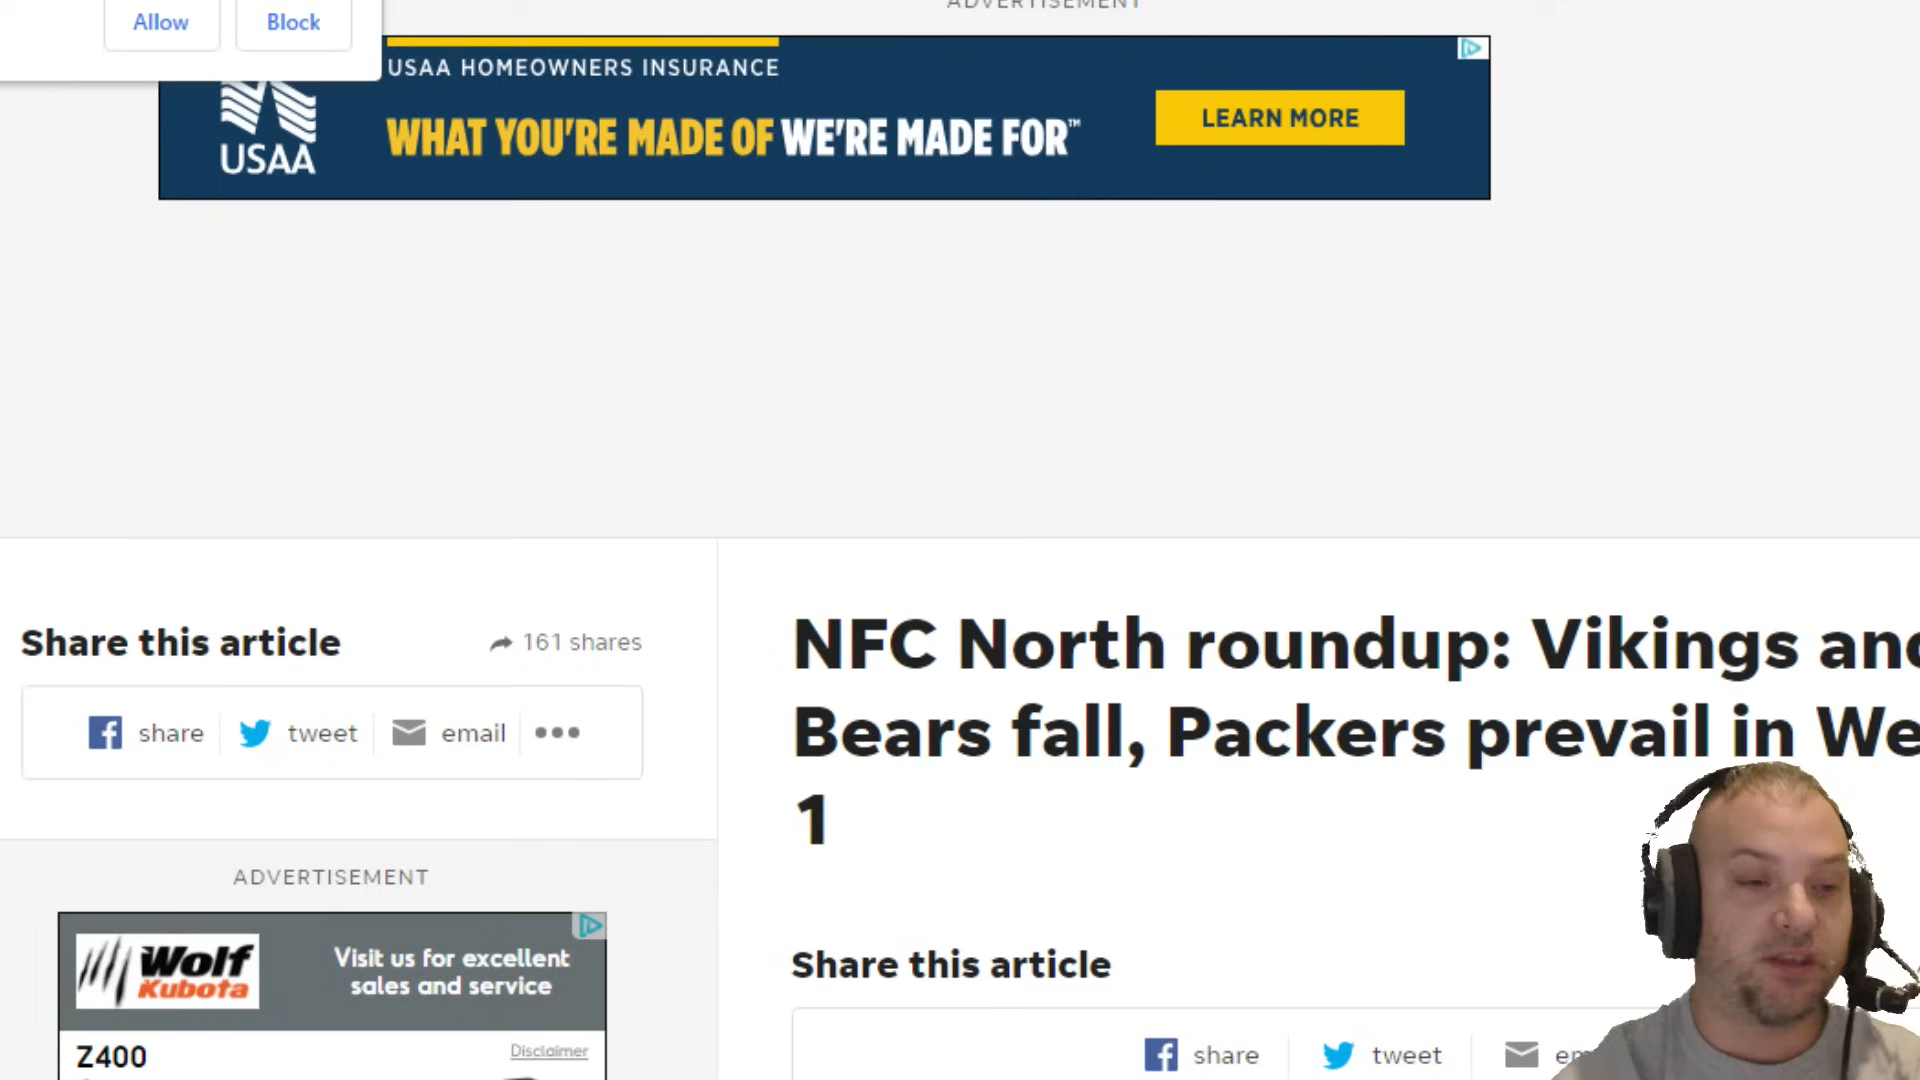 ADVERTISEMENT
Allow
Block
USAA HOMEOWNERS INSURANCE
WHAT YOU'RE MADE OF WE'RE MADE FOR™
USAA
LEARN MORE
Share this article
161 shares
share
tweet
email
NFC North roundup: Vikings and
Bears fall, Packers prevail in We
1
ADVERTISEMENT
Wolf
Kubota
Visit us for excellent
sales and service
Z400
Disclaimer
Share this article
share
tweet
em